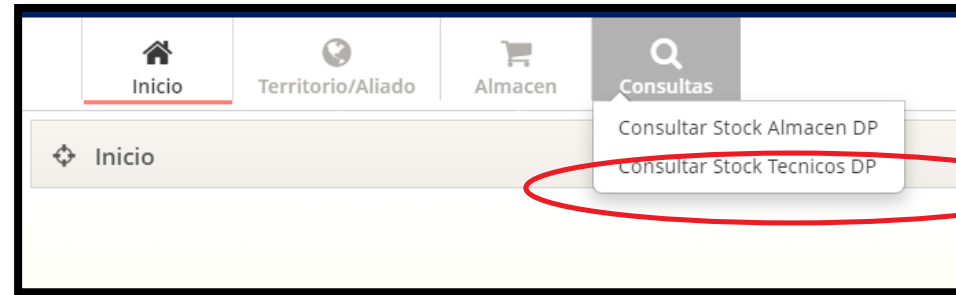 Inicio
Territorio/Aliado
Almacen
Consultas
Consultar Stock Almacen DP
Consultar Stock Tecnicos DP
Inicio